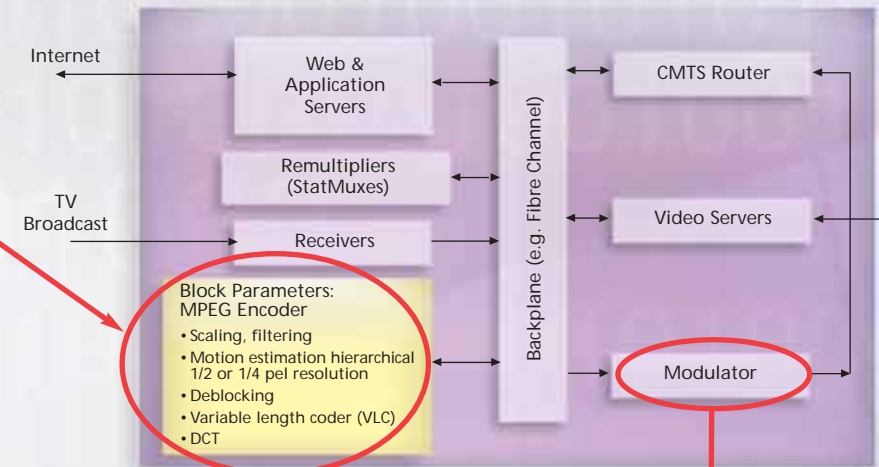 Internet
Web &
Application
Servers
CMTS Router
Remultipliers
(StatMuxes)
TV
Broadcast
Receivers
Video Servers
Backplane (e.g. Fibre Channel)
Block Parameters:
MPEG Encoder
• Scaling, filtering
• Motion estimation hierarchical
1/2 or 1/4 pel resolution
• Deblocking
• Variable length coder (VLC)
• DCT
Modulator